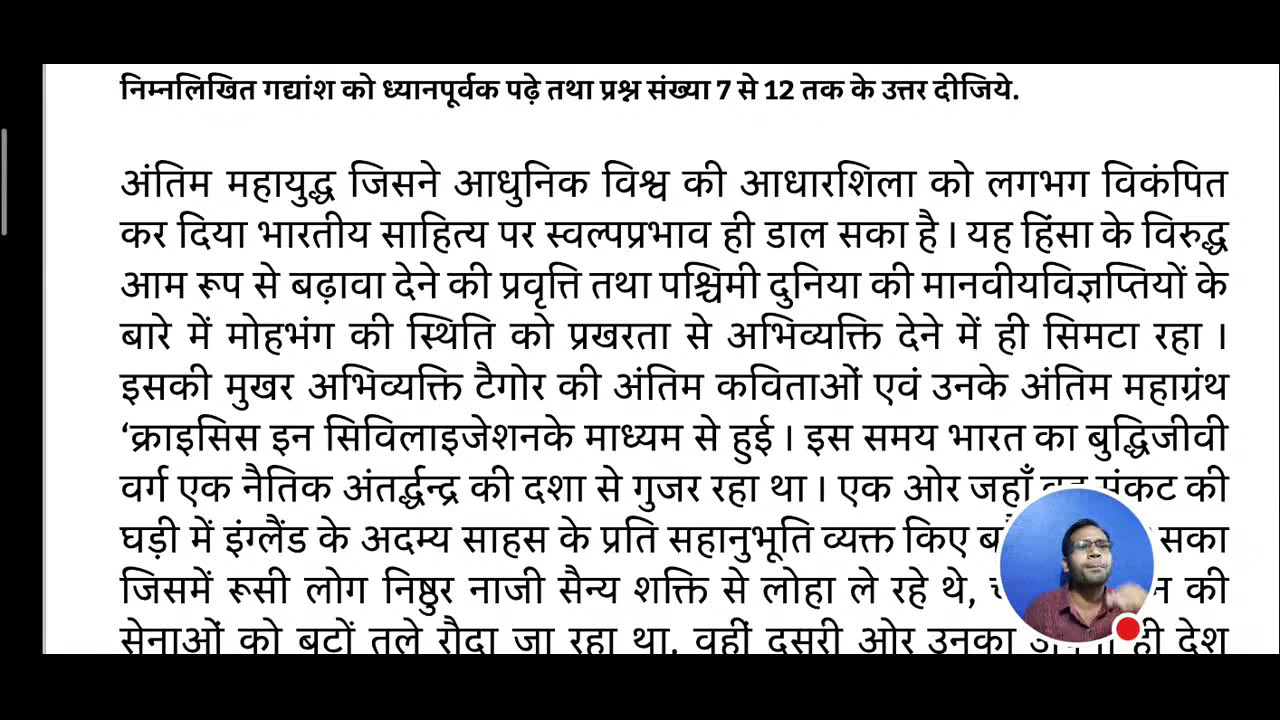 निम्नलिखित गद्यांश को ध्यानपूर्वक पढ़े तथा प्रश्न संख्या 7 से 12 तक के उत्तर दीजिये.
अंतिम महायुद्ध जिसने आधुनिक विश्व की आधारशिला को लगभग विकंपित
कर दिया भारतीय साहित्य पर स्वल्पप्रभाव ही डाल सका है । यह हिंसा के विरुद्ध
आम रूप से बढ़ावा देने की प्रवृत्ति तथा पश्चिमी दुनिया की मानवीयविज्ञप्तियों के
बारे में मोहभंग की स्थिति को प्रखरता से अभिव्यक्ति देने में ही सिमटा रहा ।
इसकी मुखर अभिव्यक्ति टैगोर की अंतिम कविताओं एवं उनके अंतिम महाग्रंथ
‘क्राइसिस इन सिविलाइजेशनके माध्यम से हुई । इस समय भारत का बुद्धिजीवी
वर्ग एक नैतिक अंतर्द्धन्द्र की दशा से गुजर रहा था । एक ओर जहाँ संकट की
घड़ी में इंग्लैंड के अदम्य साहस के प्रति सहानुभूति व्यक्त किए सका
जिसमें रूसी लोग निष्ठुर नाजी सैन्य शक्ति से लोहा ले रहे थे, की
सेनाओं को बूटों तले रौदा जा रहा था, वहीं दूसरी ओर उनका ही देश